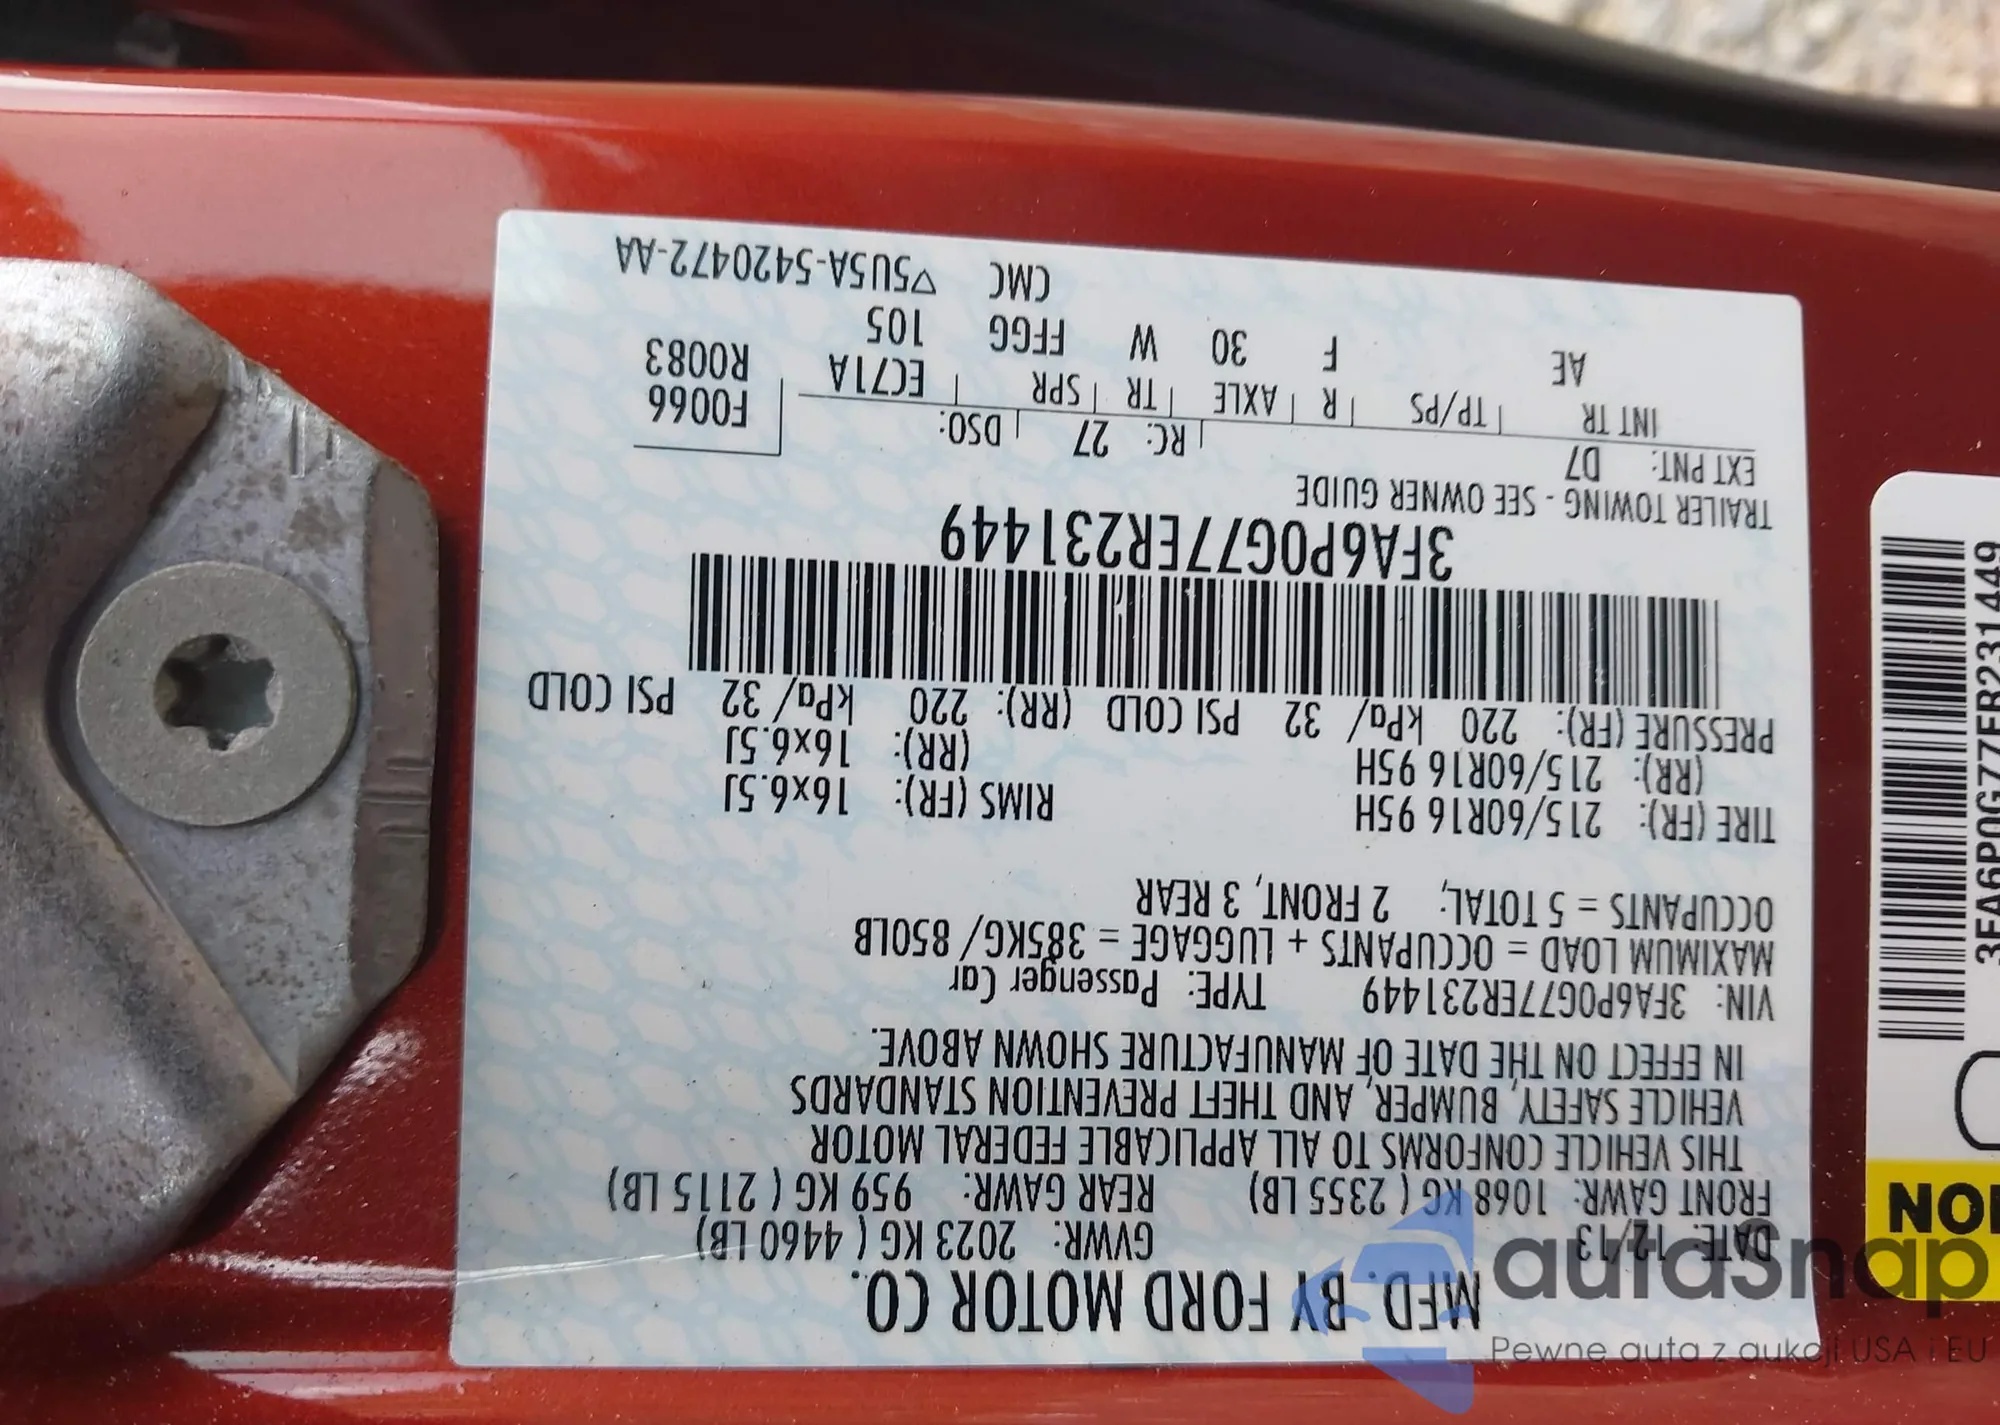 MFD. BY FORD MOTOR CO.
DATE: 12/13 GVWR: 2023 KG ( 4460 LB)
FRONT GAWR: 1068 KG ( 2355 LB) REAR GAWR: 959 KG ( 2115 LB)
THIS VEHICLE CONFORMS TO ALL APPLICABLE FEDERAL MOTOR
VEHICLE SAFETY, BUMPER, AND THEFT PREVENTION STANDARDS
IN EFFECT ON THE DATE OF MANUFACTURE SHOWN ABOVE.
VIN: 3FA6P0G77ER231449 TYPE: Passenger Car
MAXIMUM LOAD = OCCUPANTS + LUGGAGE = 385KG/ 850LB
OCCUPANTS = 5 TOTAL; 2 FRONT, 3 REAR
TIRE (FR): 215/60R16 95H RIMS (FR): 16x6.5J
(RR): 215/60R16 95H (RR): 16x6.5J
PRESSURE (FR): 220 kPa/ 32 PSI COLD (RR): 220 kPa/ 32 PSI COLD
3FA6P0G77ER231449
TRAILER TOWING - SEE OWNER GUIDE
EXT PNT: D7 RC: 27 DSO: F0066
INT TR TP/PS R AXLE TR SPR EC71A R0083
AE F 30 W FFGG 105
CMC ▽5U5A-5420472-AA
3FA6P0G77ER231449
autoSnap
Pewne auta z aukcji USA i EU